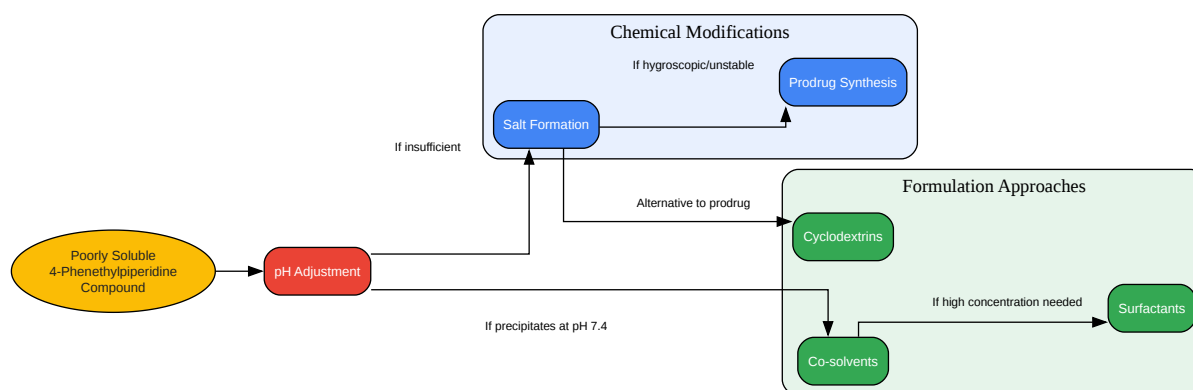 Chemical Modifications
If hygroscopic/unstable
Prodrug Synthesis
Salt Formation
If insufficient
Formulation Approaches
Alternative to prodrug
Cyclodextrins
Poorly Soluble
4-Phenethylpiperidine
Compound
pH Adjustment
If high concentration needed
Surfactants
If precipitates at pH 7.4
Co-solvents